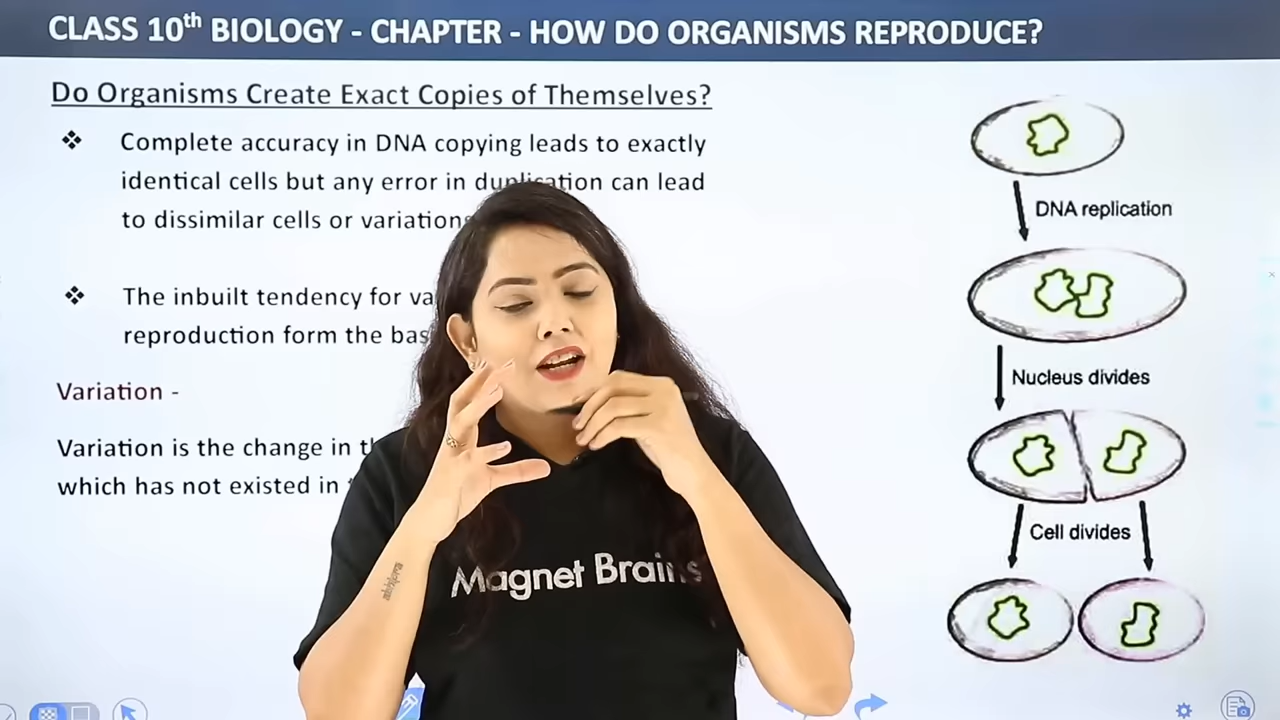 CLASS 10th BIOLOGY - CHAPTER - HOW DO ORGANISMS REPRODUCE?
Do Organisms Create Exact Copies of Themselves?
❖ Complete accuracy in DNA copying leads to exactly
identical cells but any error in duplication can lead
to dissimilar cells or variations
❖ The inbuilt tendency for
reproduction form the
Variation -
Variation is the change in
which has not existed in
DNA replication
Nucleus divides
Cell divides
Magnet Brains